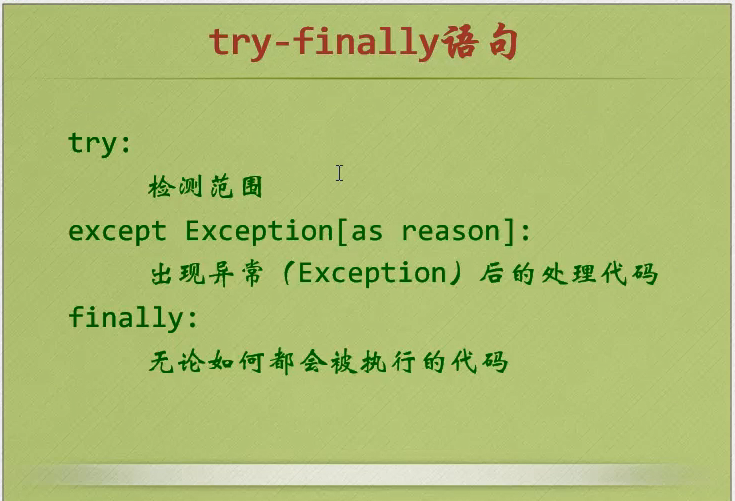 try-finally语句
try:
检测范围
except Exception[as reason]:
出现异常（Exception）后的处理代码
finally:
无论如何都会被执行的代码